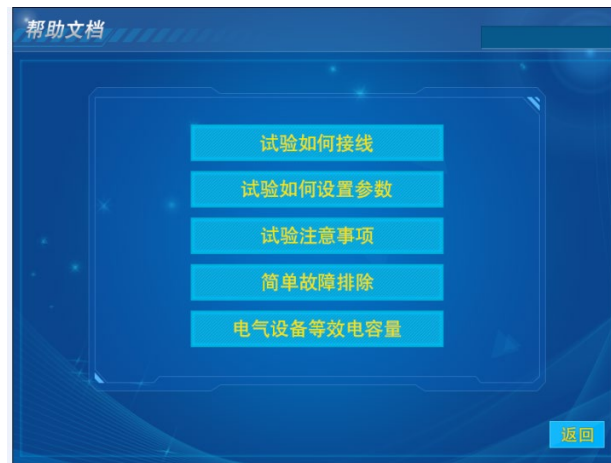 帮助文档
试验如何接线
试验如何设置参数
试验注意事项
简单故障排除
电气设备等效电容量
返回